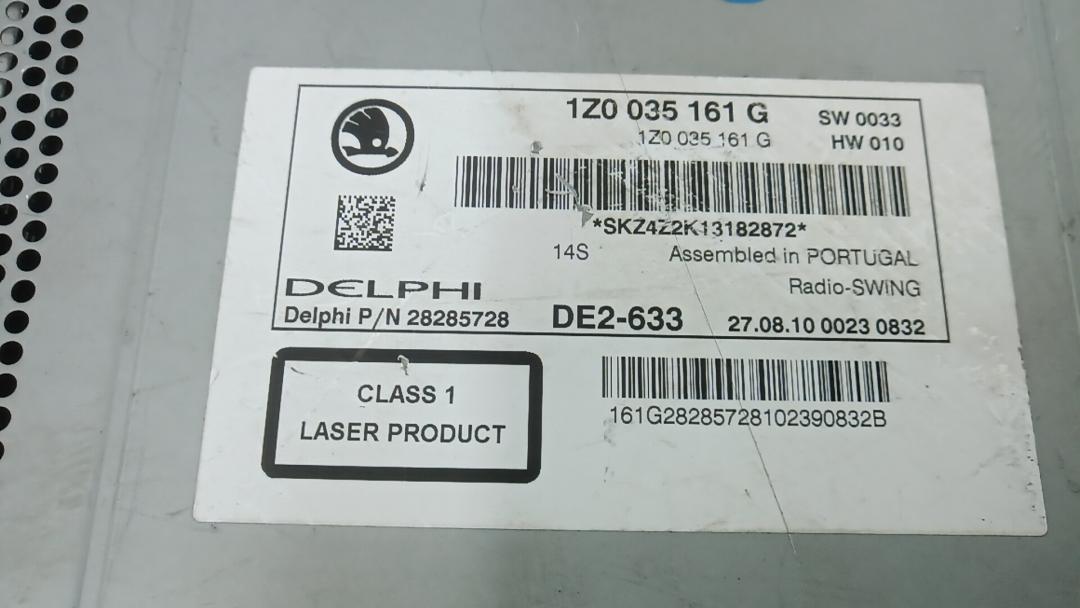 1Z0 035 161 G
SW 0033
1Z0 035 161 G
HW 010
*SKZ4Z2K13182872*
14S
Assembled in PORTUGAL
DELPHI
Radio-SWING
Delphi P/N 28285728
DE2-633
27.08.10 0023 0832
CLASS 1
LASER PRODUCT
161G28285728102390832B